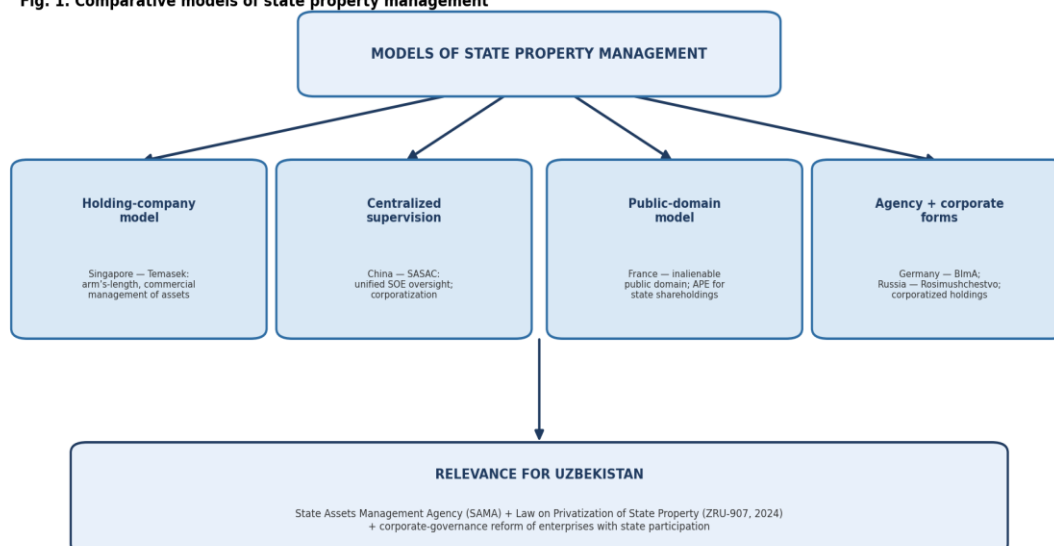 Fig. 1. Comparative models of state property management
MODELS OF STATE PROPERTY MANAGEMENT
Holding-company
model
Singapore — Temasek:
arm's-length, commercial
management of assets
Centralized
supervision
China — SASAC:
unified SOE oversight;
corporatization
Public-domain
model
France — inalienable
public domain; APE for
state shareholdings
Agency + corporate
forms
Germany — BImA;
Russia — Rosimushchestvo;
corporatized holdings
RELEVANCE FOR UZBEKISTAN
State Assets Management Agency (SAMA) + Law on Privatization of State Property (ZRU-907, 2024)
+ corporate-governance reform of enterprises with state participation